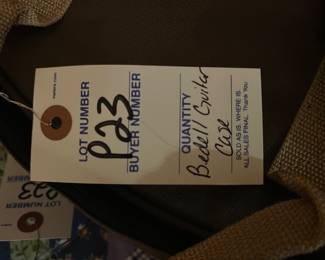 LOT NUMBER
P23
BUYER NUMBER
QUANTITY
Bedell Guitar
Case
SOLD AS IS, WHERE IS.
ALL SALES FINAL. Thank You
P23
LOT NUMBER